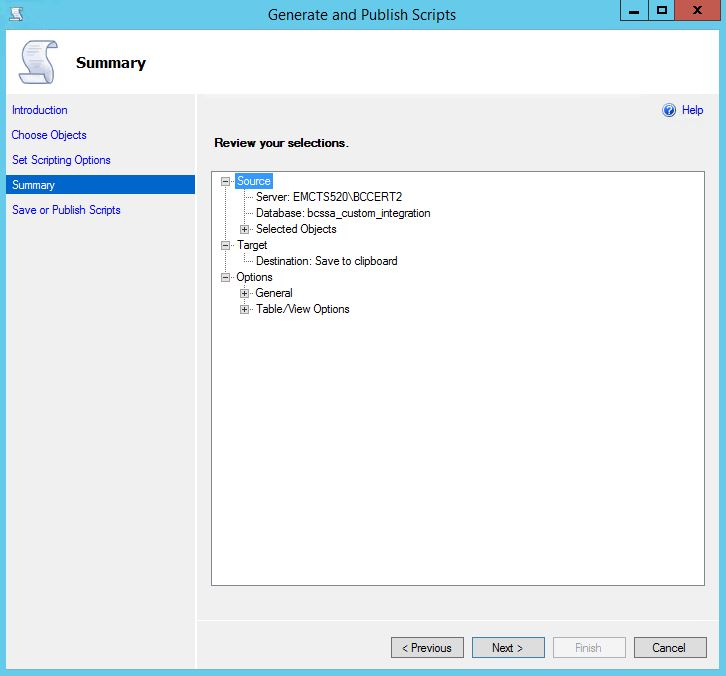 Generate and Publish Scripts
Summary
Introduction
Choose Objects
Set Scripting Options
Summary
Save or Publish Scripts
Help
Review your selections.
Source
Server: EMCTS520\BCCERT2
Database: bcssa_custom_integration
Selected Objects
Target
Destination: Save to clipboard
Options
General
Table/View Options
< Previous
Next >
Finish
Cancel